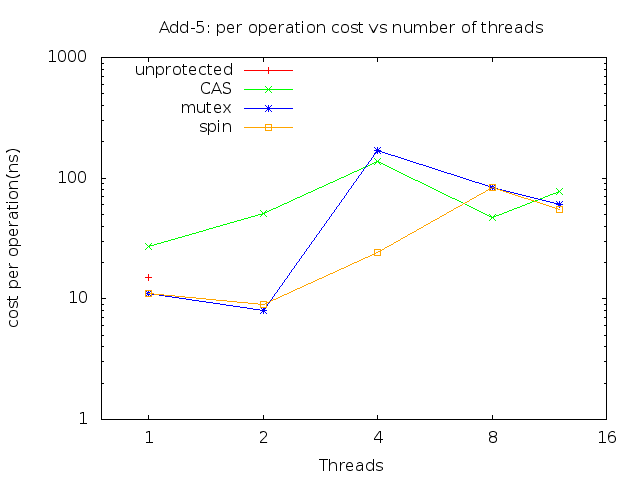 Add-5: per operation cost vs number of threads
unprotected
CAS
mutex
spin
cost per operation(ns)
1000
100
10
1
1 2 4 8 16
Threads